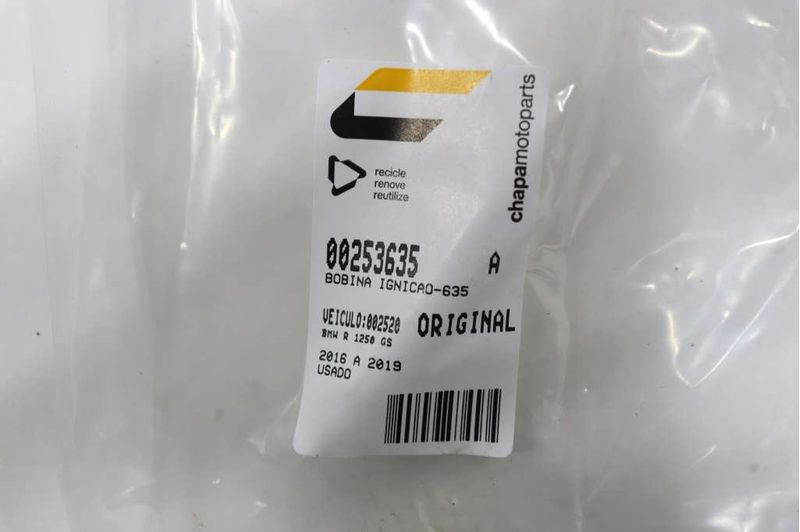 chapamotoparts
recicle
renove
reutilize
00253635 A
BOBINA IGNICAO-635
VEICULO:002520 ORIGINAL
BMW R 1250 GS
2016 A 2019
USADO